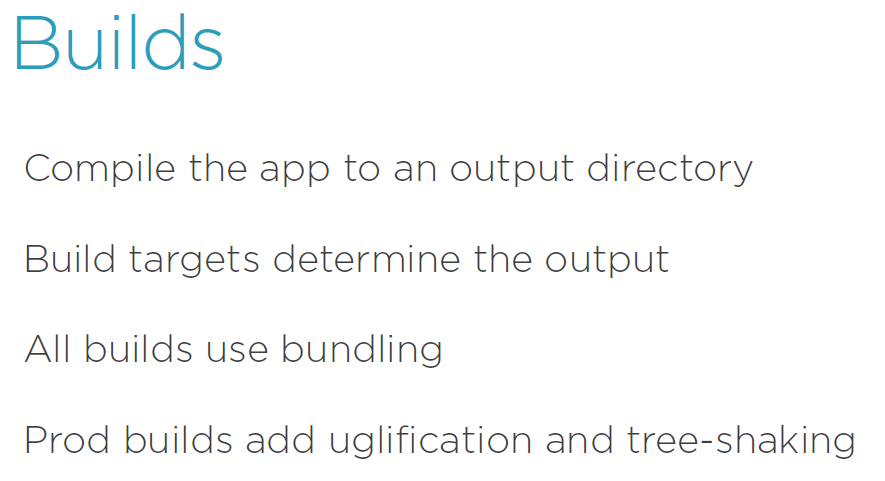 Builds
Compile the app to an output directory
Build targets determine the output
All builds use bundling
Prod builds add uglification and tree-shaking